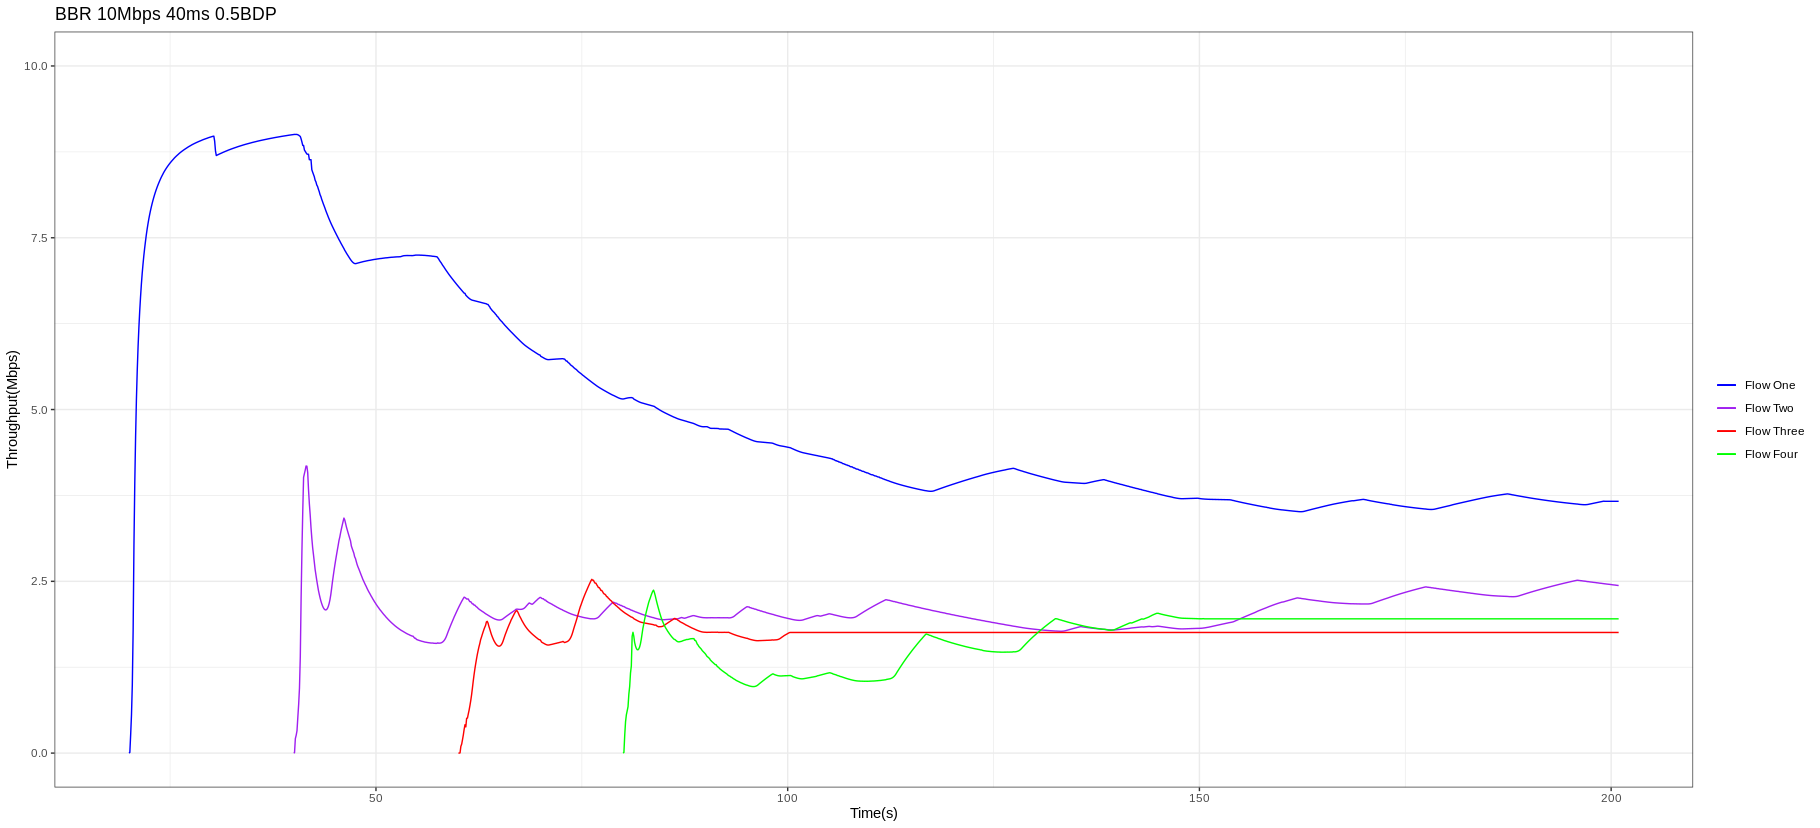 BBR 10Mbps 40ms 0.5BDP
Throughput(Mbps)
10.0
7.5
5.0
2.5
0.0
50
100
150
200
Time(s)
Flow One
Flow Two
Flow Three
Flow Four